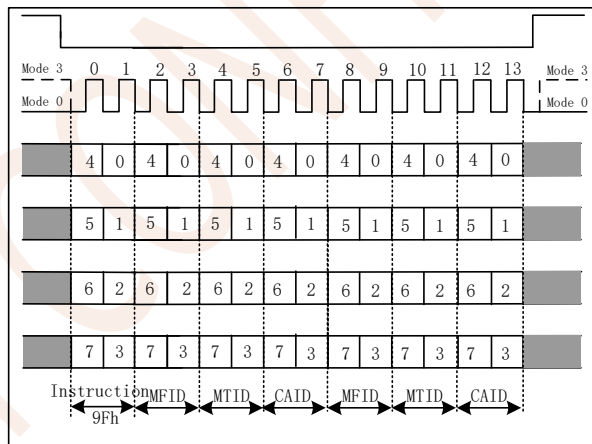 Mode 3 0 1 2 3 4 5 6 7 8 9 10 11 12 13 Mode 3
Mode 0 Mode 0
4 0 4 0 4 0 4 0 4 0 4 0 4 0
5 1 5 1 5 1 5 1 5 1 5 1 5 1
6 2 6 2 6 2 6 2 6 2 6 2 6 2
7 3 7 3 7 3 7 3 7 3 7 3 7 3
Instruction MFID MTID CAID MFID MTID CAID
9Fh